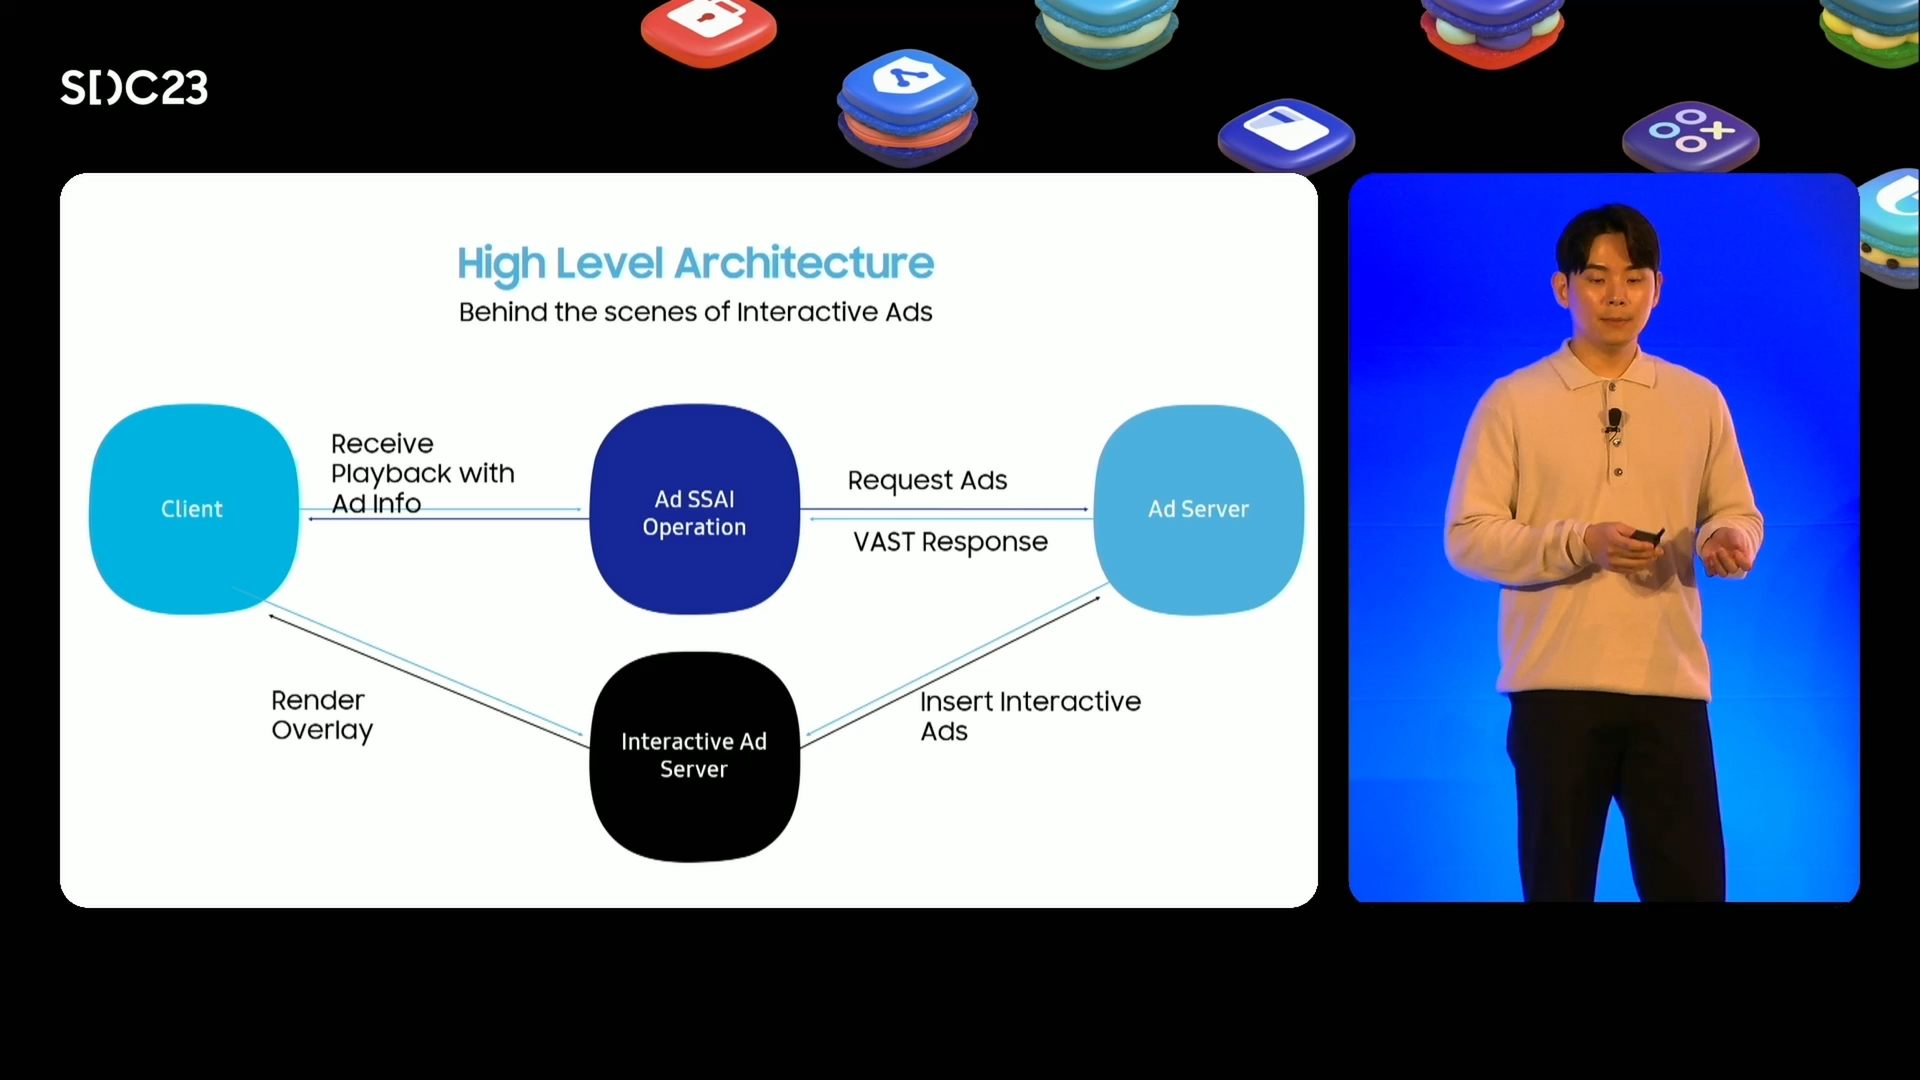 SDC23
High Level Architecture
Behind the scenes of Interactive Ads
Receive
Playback with
Ad Info
Client
Ad SSAI
Operation
Request Ads
VAST Response
Ad Server
Render
Overlay
Interactive Ad
Server
Insert Interactive
Ads